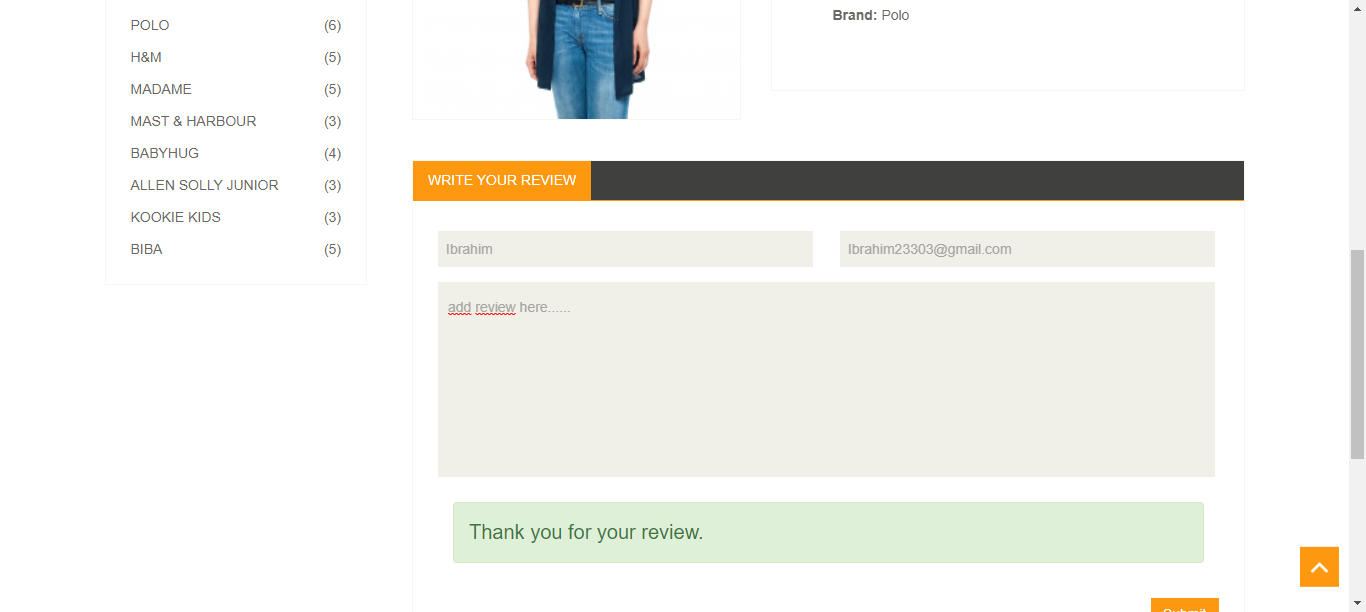 POLO (6)
H&M (5)
MADAME (5)
MAST & HARBOUR (3)
BABYHUG (4)
ALLEN SOLLY JUNIOR (3)
KOOKIE KIDS (3)
BIBA (5)
Brand: Polo
WRITE YOUR REVIEW
Ibrahim
Ibrahim23303@gmail.com
add review here......
Thank you for your review.
Submit